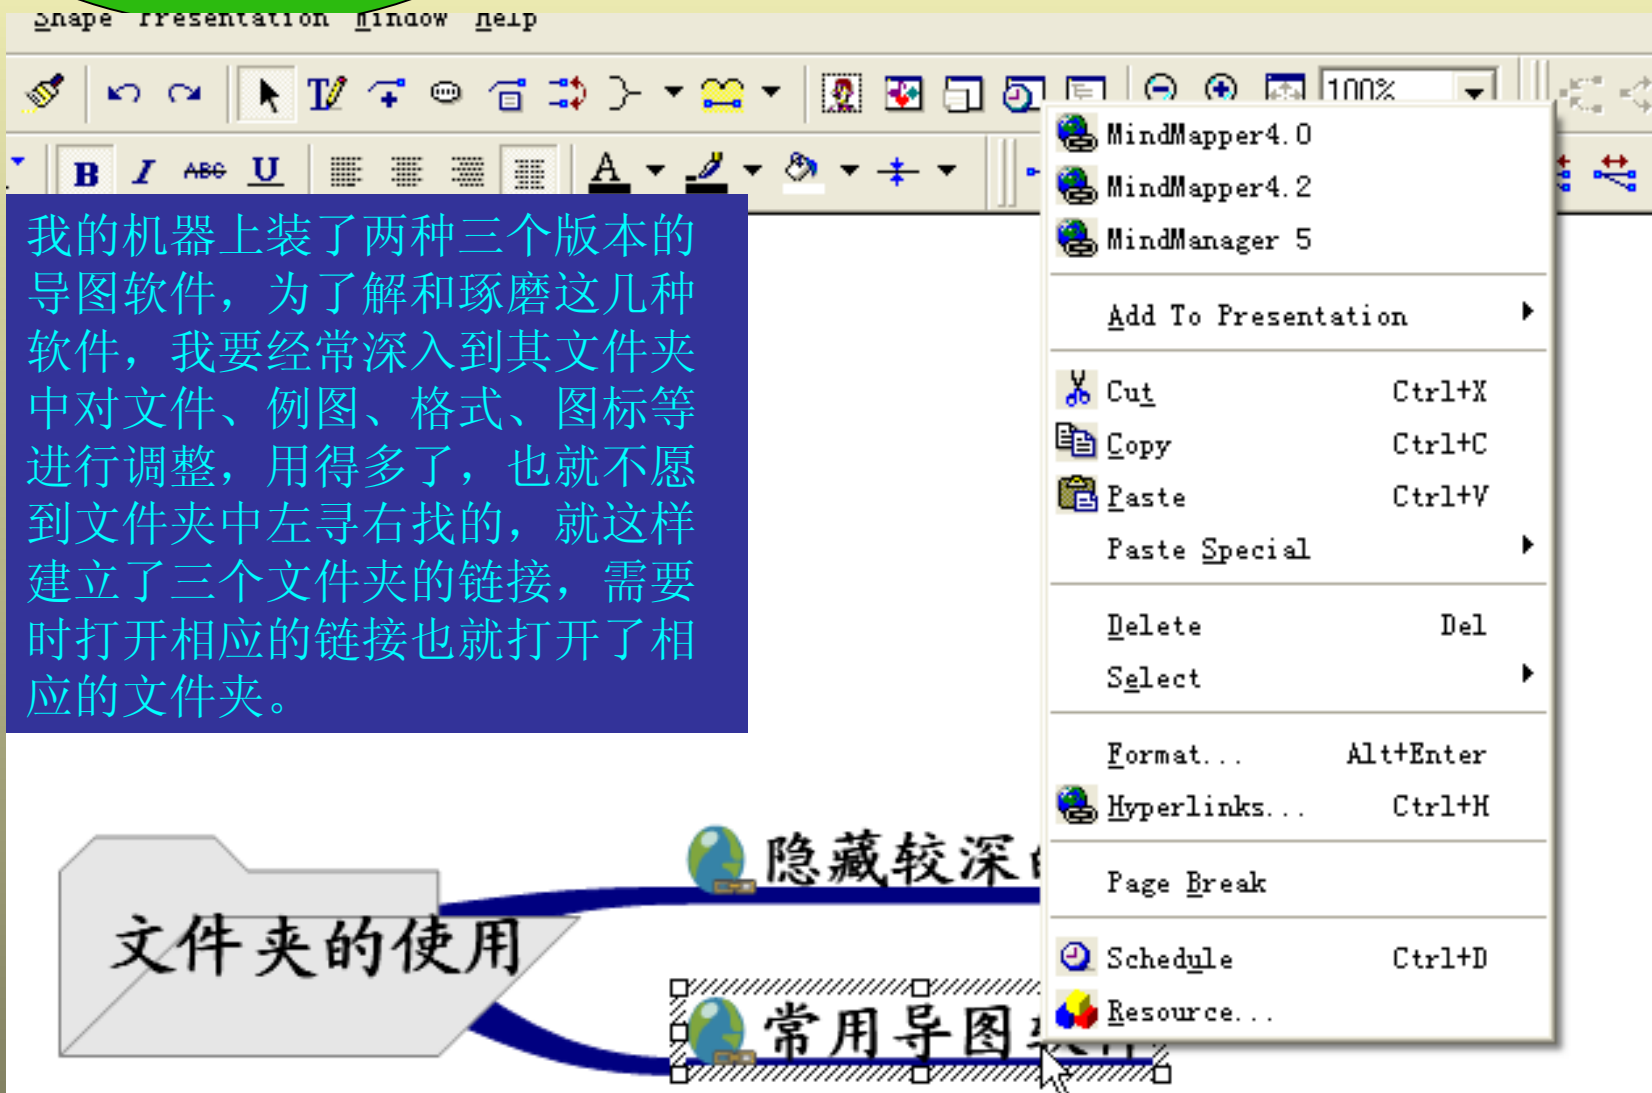 Shape Presentation Window Help
100%
B I ABC U A
MindMapper4.0
MindMapper4.2
MindManager 5
Add To Presentation
Cut Ctrl+X
Copy Ctrl+C
Paste Ctrl+V
Paste Special
Delete Del
Select
Format... Alt+Enter
Hyperlinks... Ctrl+H
Page Break
Schedule Ctrl+D
Resource...
我的机器上装了两种三个版本的
导图软件，为了解和琢磨这几种
软件，我要经常深入到其文件夹
中对文件、例图、格式、图标等
进行调整，用得多了，也就不愿
到文件夹中左寻右找的，就这样
建立了三个文件夹的链接，需要
时打开相应的链接也就打开了相
应的文件夹。
隐藏较深
文件夹的使用
常用导图软件